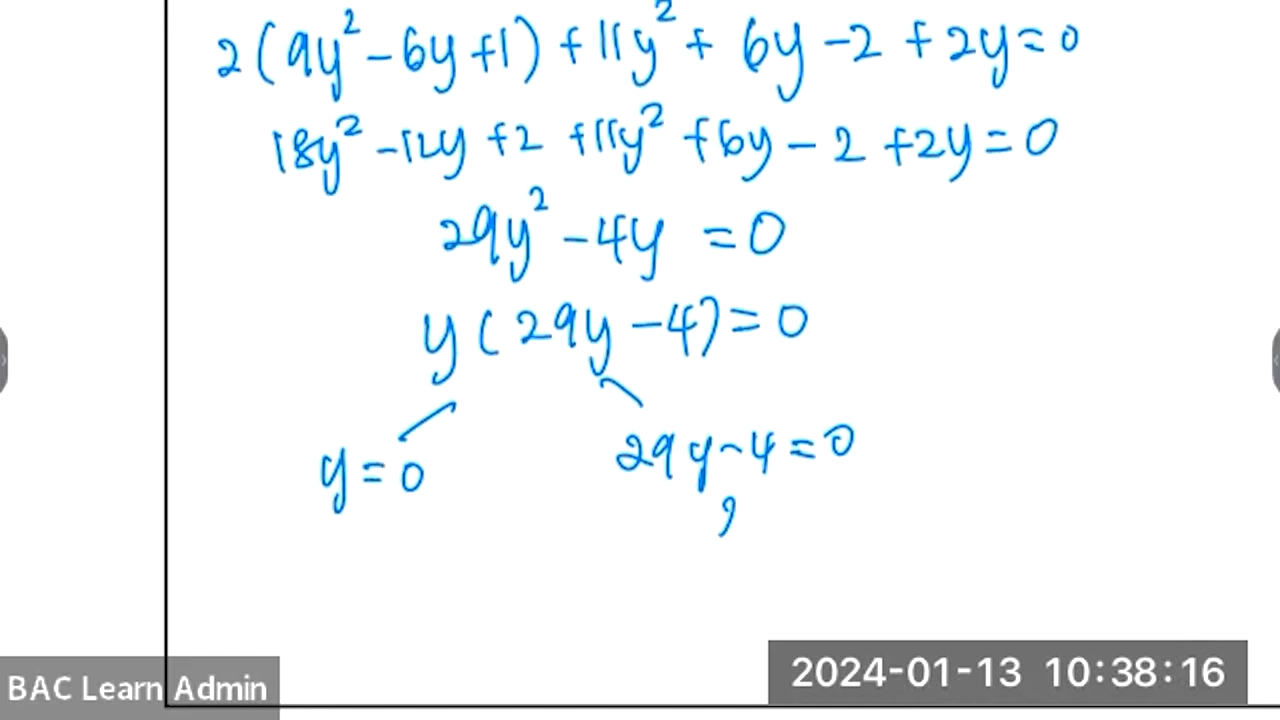 2(9y² - 6y +1) + 11y² + 6y - 2 + 2y = 0
18y² - 12y + 2 + 11y² + 6y - 2 + 2y = 0
29y² - 4y = 0
y(29y - 4) = 0
y = 0
29y - 4 = 0
BAC Learn Admin
2024-01-13 10:38:16